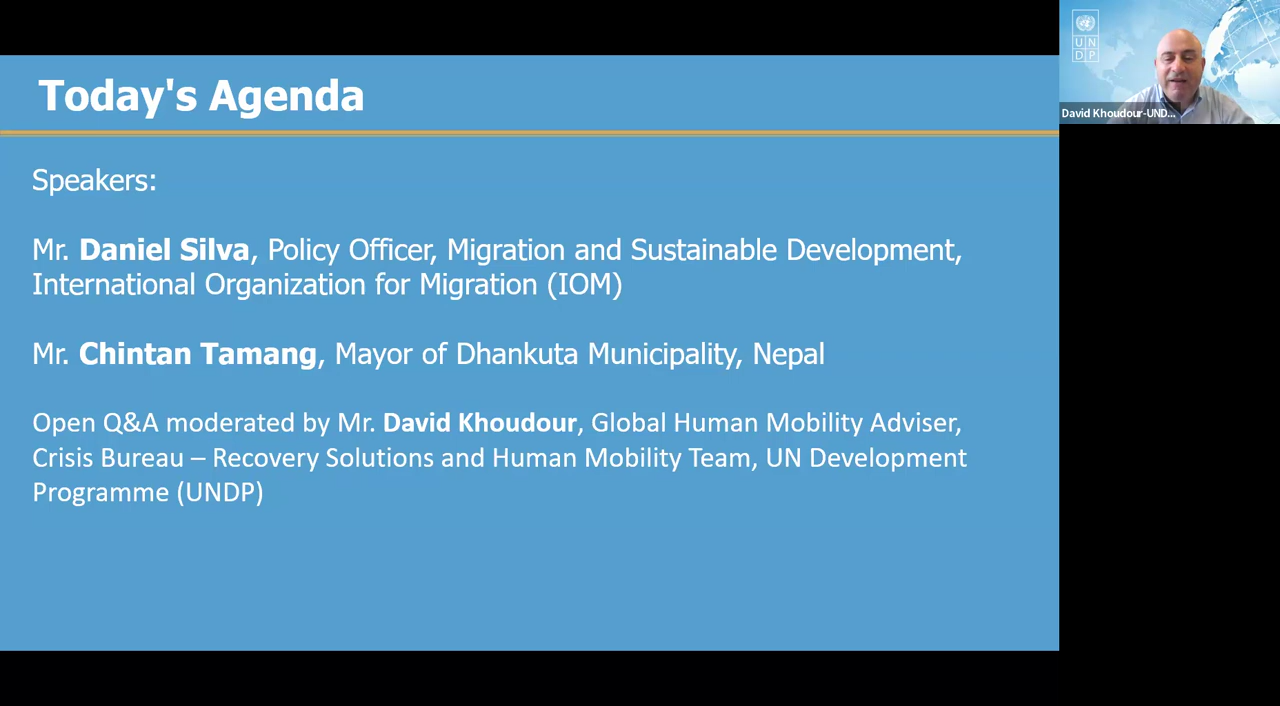 Today's Agenda
Speakers:
Mr. Daniel Silva, Policy Officer, Migration and Sustainable Development,
International Organization for Migration (IOM)
Mr. Chintan Tamang, Mayor of Dhankuta Municipality, Nepal
Open Q&A moderated by Mr. David Khoudour, Global Human Mobility Adviser,
Crisis Bureau – Recovery Solutions and Human Mobility Team, UN Development
Programme (UNDP)
U N
D P
David Khoudour-UND...